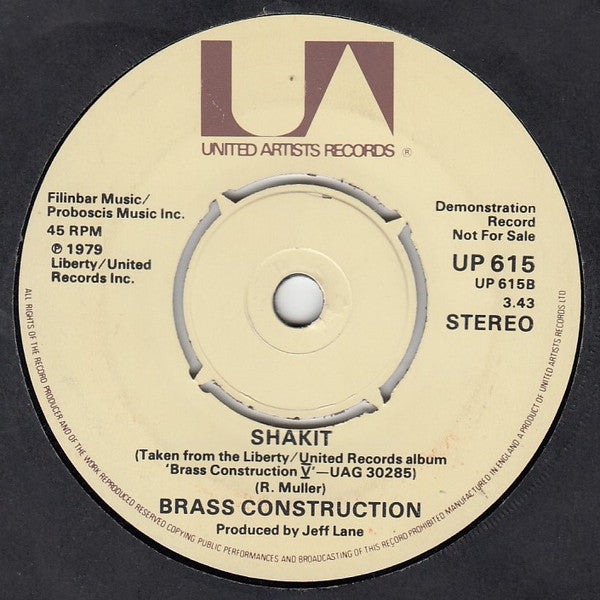 UA
UNITED ARTISTS RECORDS ®
Filinbar Music/
Proboscis Music Inc.
45 RPM
℗ 1979
Liberty/United
Records Inc.
Demonstration
Record
Not For Sale
UP 615
UP 615B
3.43
STEREO
SHAKIT
(Taken from the Liberty/United Records album
‘Brass Construction V’—UAG 30285)
(R. Muller)
BRASS CONSTRUCTION
Produced by Jeff Lane
ALL RIGHTS OF THE RECORD PRODUCER AND OF THE WORK REPRODUCED RESERVED COPYING PUBLIC PERFORMANCES AND BROADCASTING OF THIS RECORD PROHIBITED MANUFACTURED IN ENGLAND A PRODUCT OF UNITED ARTISTS RECORDS LTD